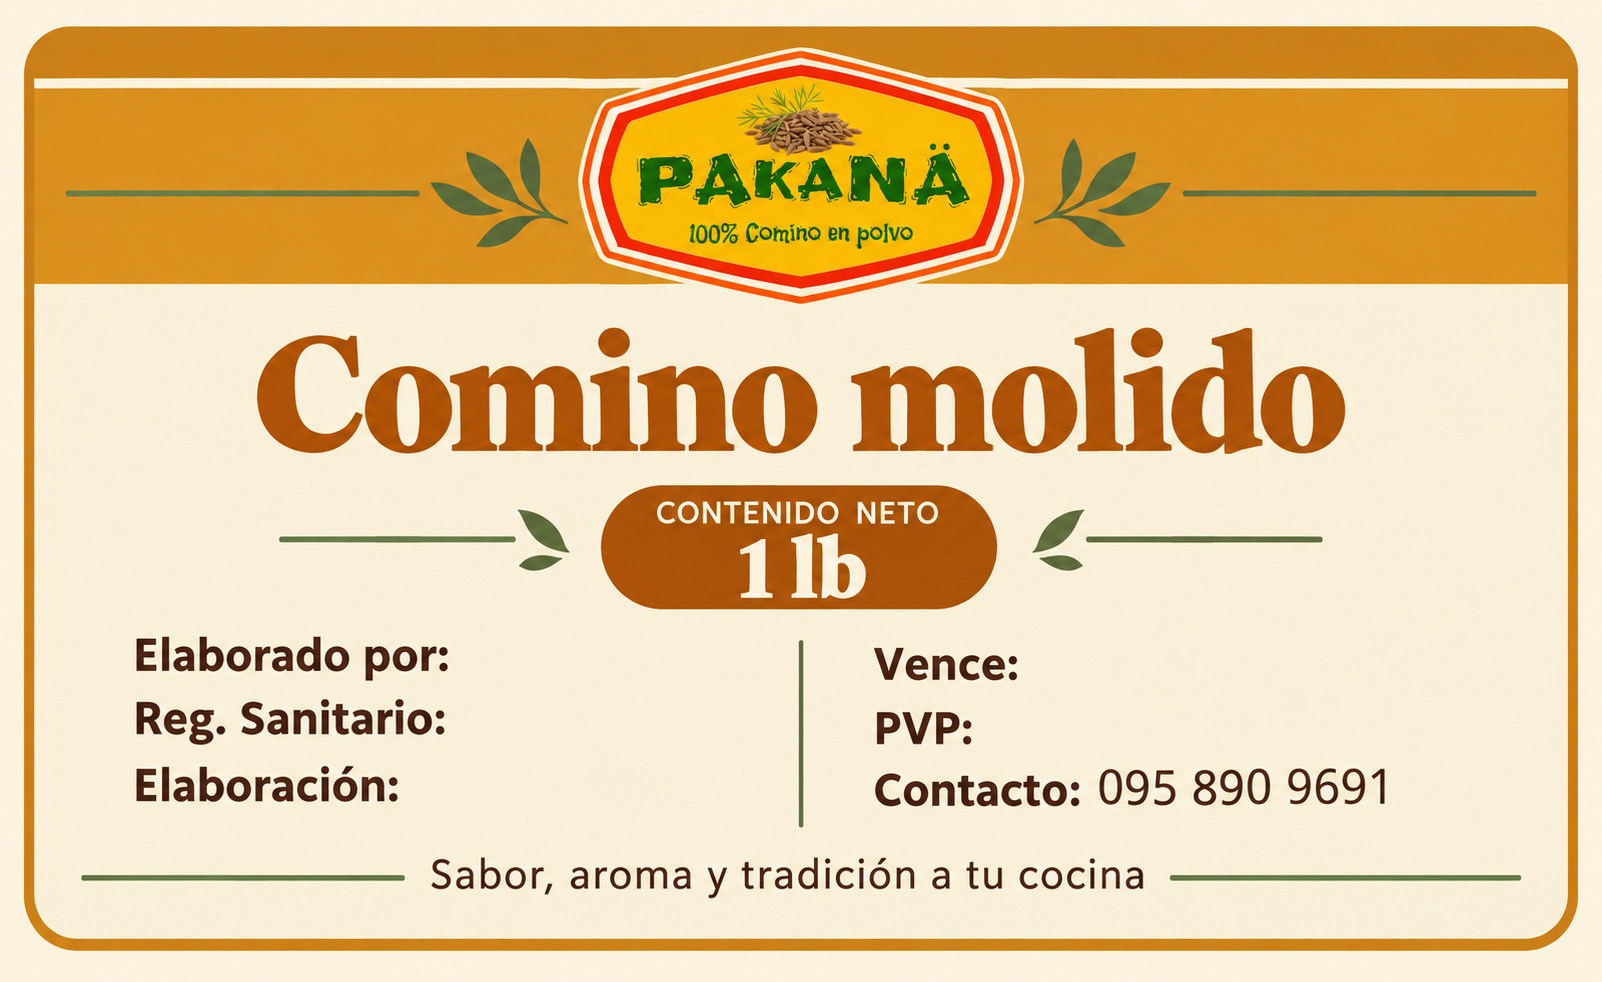 PAKANÄ
100% Comino en polvo
Comino molido
CONTENIDO NETO
1 lb
Elaborado por:
Reg. Sanitario:
Elaboración:
Vence:
PVP:
Contacto: 095 890 9691
Sabor, aroma y tradición a tu cocina